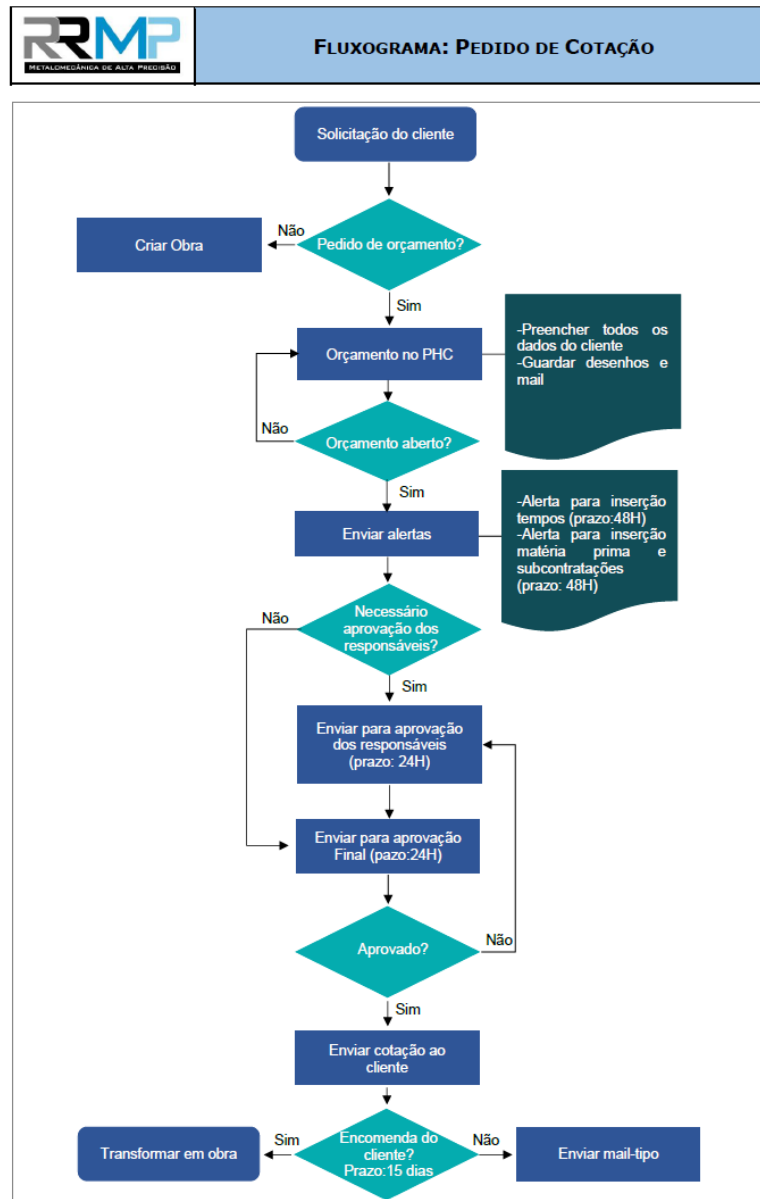 RRMP
METALOMECÂNICA DE ALTA PRECISÃO
FLUXOGRAMA: PEDIDO DE COTAÇÃO
Solicitação do cliente
Pedido de orçamento?
Não
Criar Obra
Sim
Orçamento no PHC
-Preencher todos os
dados do cliente
-Guardar desenhos e
mail
Não
Orçamento aberto?
Sim
Enviar alertas
-Alerta para inserção
tempos (prazo:48H)
-Alerta para inserção
matéria prima e
subcontratações
(prazo: 48H)
Não
Necessário
aprovação dos
responsáveis?
Sim
Enviar para aprovação
dos responsáveis
(prazo: 24H)
Enviar para aprovação
Final (pazo:24H)
Aprovado?
Não
Sim
Enviar cotação ao
cliente
Transformar em obra
Sim
Encomenda do
cliente?
Prazo:15 dias
Não
Enviar mail-tipo